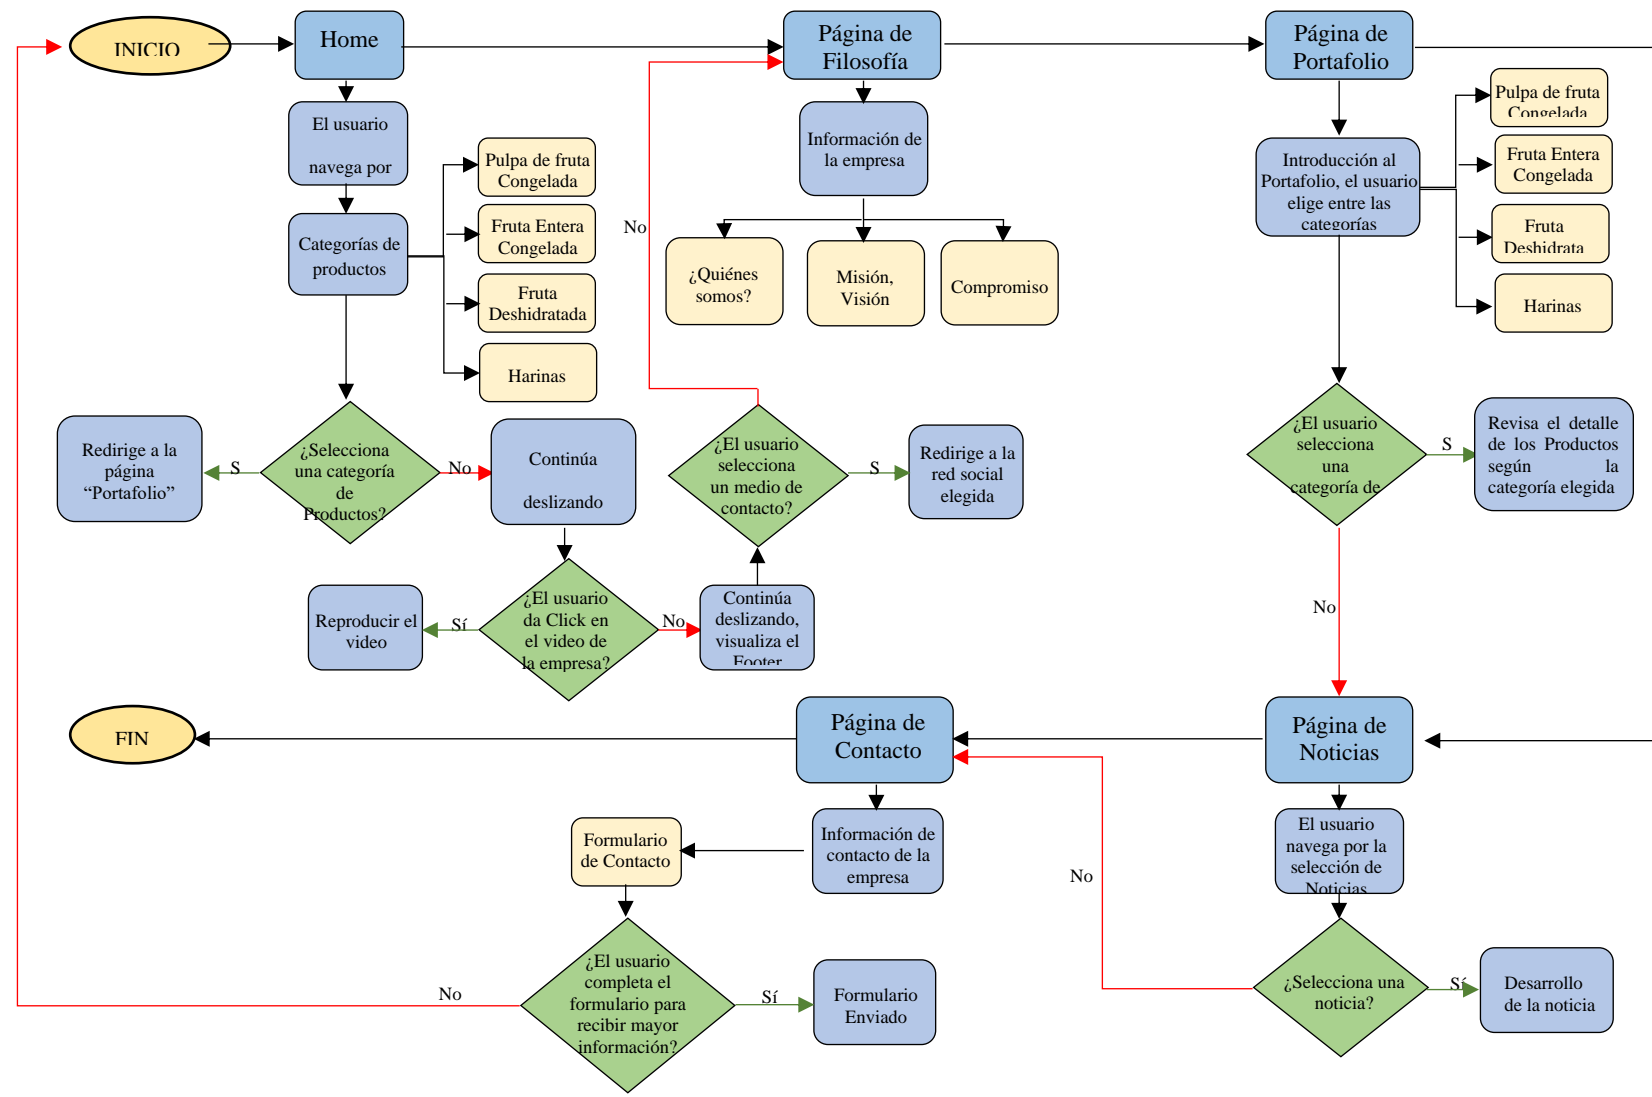 INICIO
Home
Página de
Filosofía
Página de
Portafolio
El usuario
navega por
Categorías de
productos
Pulpa de fruta
Congelada
Fruta Entera
Congelada
Fruta
Deshidratada
Harinas
No
Información de
la empresa
¿Quiénes
somos?
Misión,
Visión
Compromiso
Introducción al
Portafolio, el usuario
elige entre las
categorías
Pulpa de fruta
Congelada
Fruta Entera
Congelada
Fruta
Deshidrata
Harinas
Redirige a la
página
“Portafolio”
S
¿Selecciona
una categoría
de
Productos?
No
Continúa
deslizando
¿El usuario
selecciona
un medio de
contacto?
S
Redirige a la
red social
elegida
¿El usuario
selecciona
una
categoría de
S
Revisa el detalle
de los Productos
según la
categoría elegida
Reproducir el
video
Sí
¿El usuario
da Click en
el video de
la empresa?
No
Continúa
deslizando,
visualiza el
Footer
No
FIN
Página de
Contacto
Página de
Noticias
Formulario
de Contacto
Información de
contacto de la
empresa
El usuario
navega por la
selección de
Noticias
No
No
¿El usuario
completa el
formulario para
recibir mayor
información?
Sí
Formulario
Enviado
¿Selecciona una
noticia?
Sí
Desarrollo
de la noticia